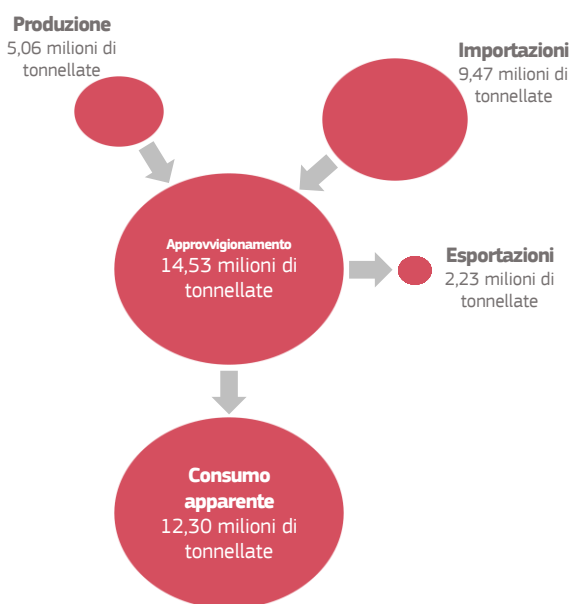 Produzione
5,06 milioni di
tonnellate
Importazioni
9,47 milioni di
tonnellate
Approvvigionamento
14,53 milioni di
tonnellate
Esportazioni
2,23 milioni di
tonnellate
Consumo
apparente
12,30 milioni di
tonnellate